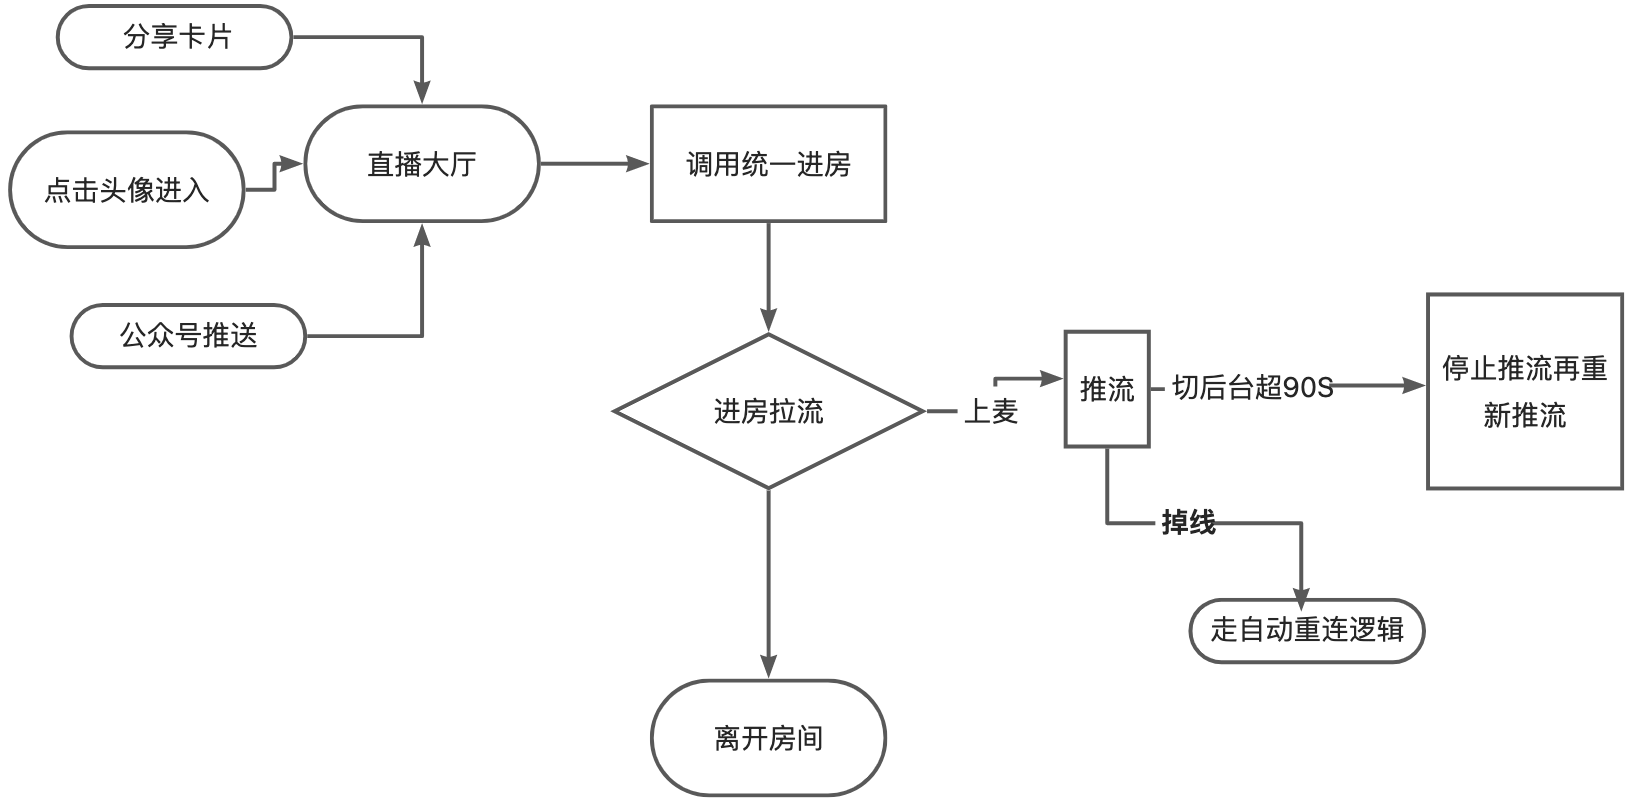 分享卡片
点击头像进入
公众号推送
直播大厅
调用统一进房
进房拉流
上麦
推流
切后台超90S
停止推流再重
新推流
掉线
走自动重连逻辑
离开房间